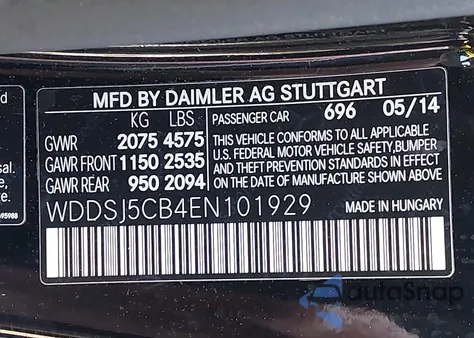 MFD BY DAIMLER AG STUTTGART
KG LBS
GVWR 2075 4575
GAWR FRONT 1150 2535
GAWR REAR 950 2094
PASSENGER CAR 696 05/14
THIS VEHICLE CONFORMS TO ALL APPLICABLE
U.S. FEDERAL MOTOR VEHICLE SAFETY,BUMPER
AND THEFT PREVENTION STANDARDS IN EFFECT
ON THE DATE OF MANUFACTURE SHOWN ABOVE
WDDSJ5CB4EN101929 MADE IN HUNGARY
autoSnap